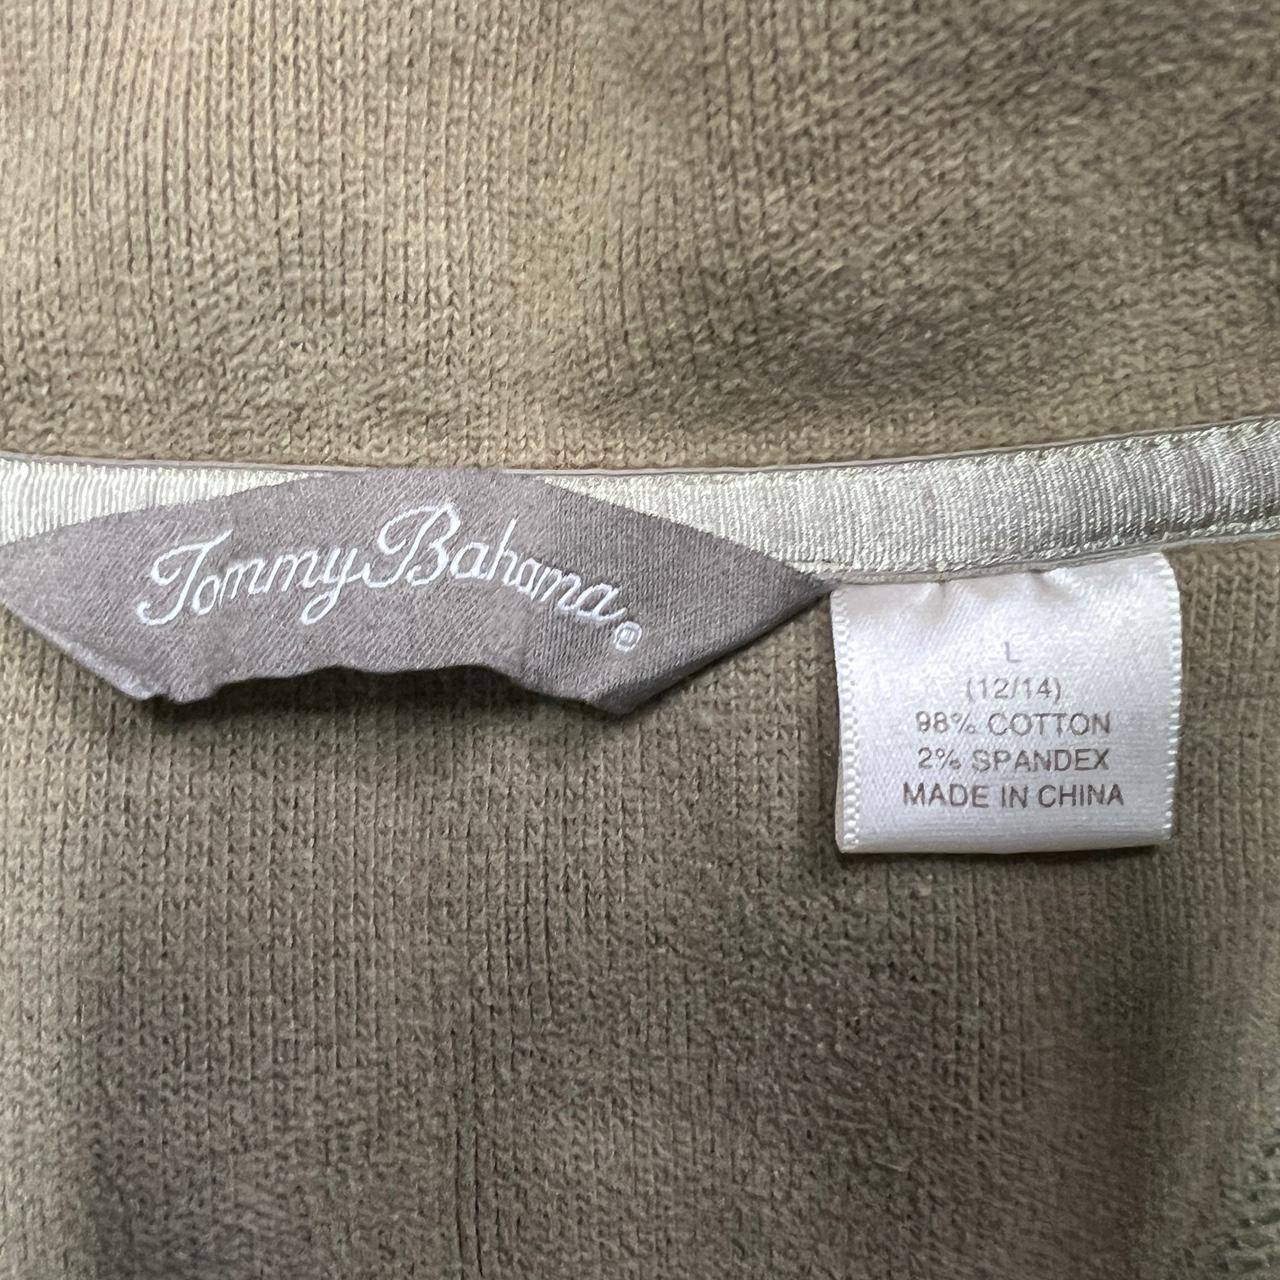 Tommy Bahama®
L
(12/14)
98% COTTON
2% SPANDEX
MADE IN CHINA